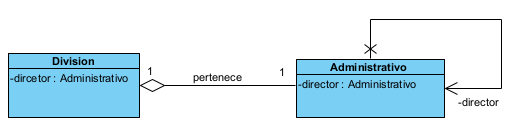 Division
-dircetor : Administrativo
1
pertenece
1
Administrativo
-director : Administrativo
-director